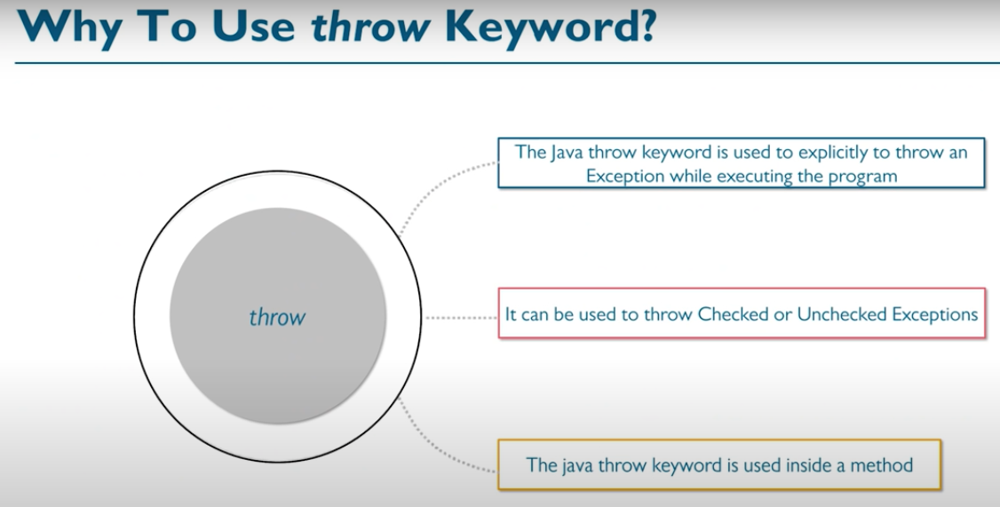 Why To Use throw Keyword?
The Java throw keyword is used to explicitly to throw an
Exception while executing the program
throw
It can be used to throw Checked or Unchecked Exceptions
The java throw keyword is used inside a method